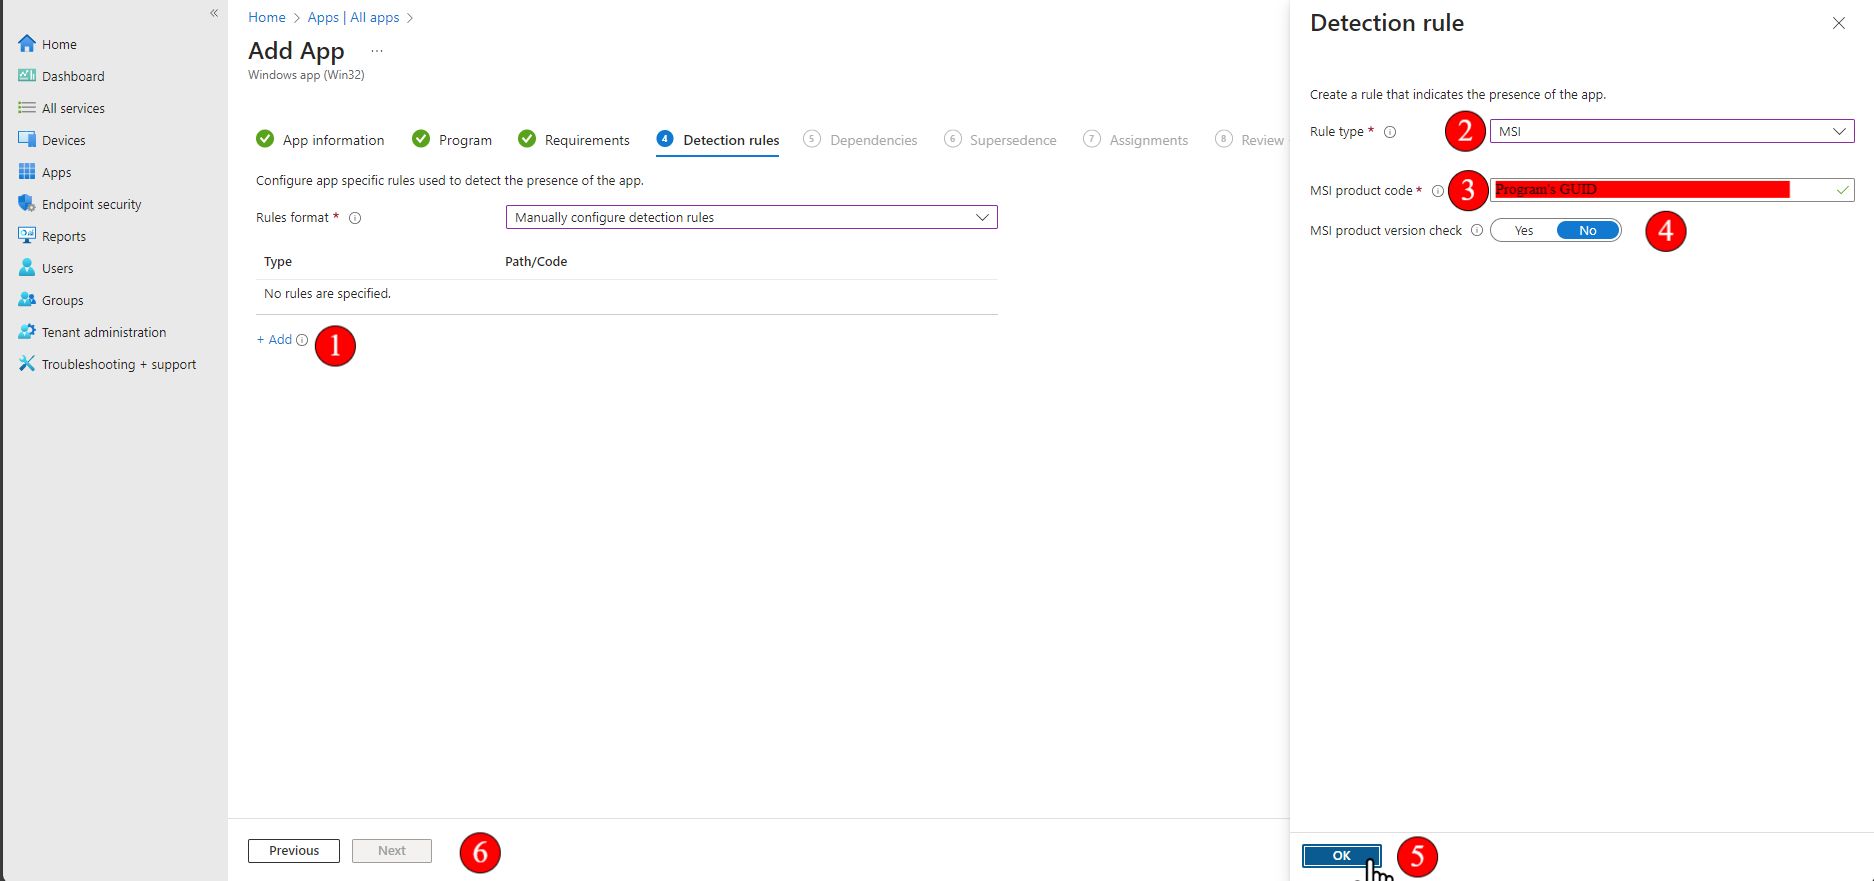 «
Home
Dashboard
All services
Devices
Apps
Endpoint security
Reports
Users
Groups
Tenant administration
Troubleshooting + support
Home > Apps | All apps >
Add App ...
Windows app (Win32)
App information
Program
Requirements
4 Detection rules
5 Dependencies
6 Supersedence
7 Assignments
8 Review
Configure app specific rules used to detect the presence of the app.
Rules format *
Manually configure detection rules
Type Path/Code
No rules are specified.
+ Add 1
Previous Next 6
Detection rule
Create a rule that indicates the presence of the app.
Rule type * 2 MSI
MSI product code * 3 Program's GUID
MSI product version check Yes No 4
OK 5